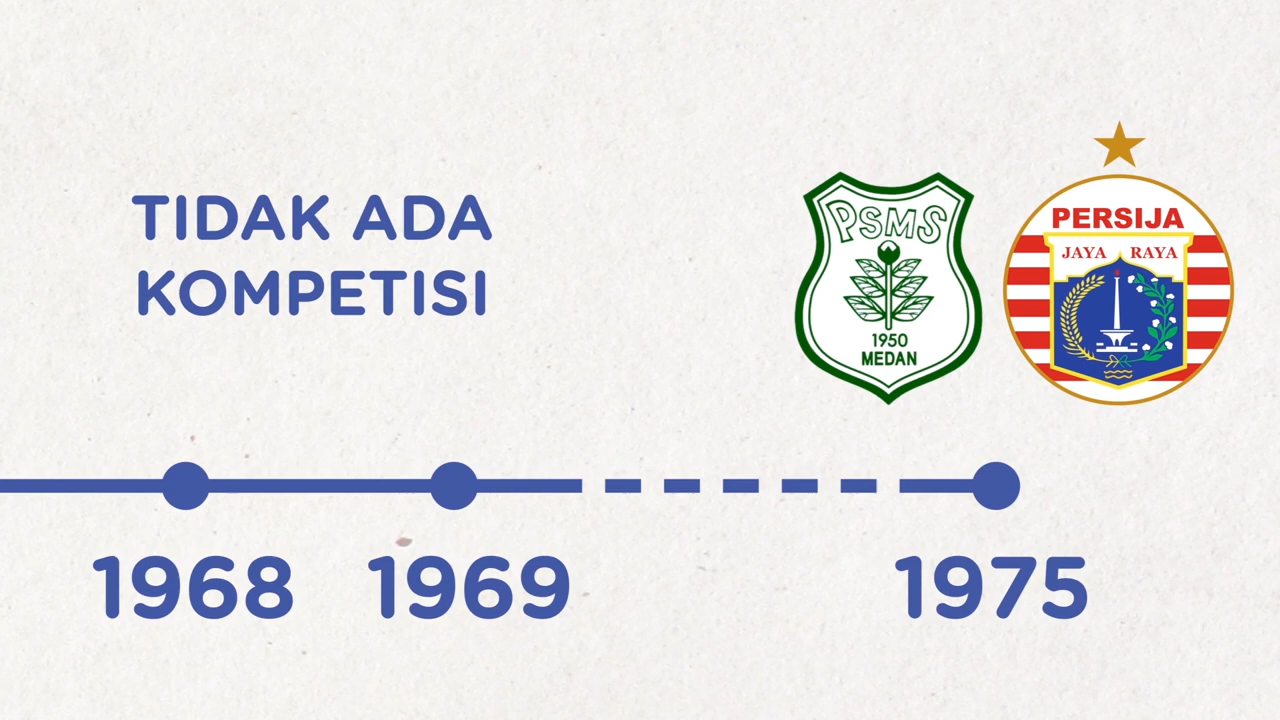 TIDAK ADA
KOMPETISI
PSMS
1950
MEDAN
PERSIJA
JAYA RAYA
1968
1969
1975